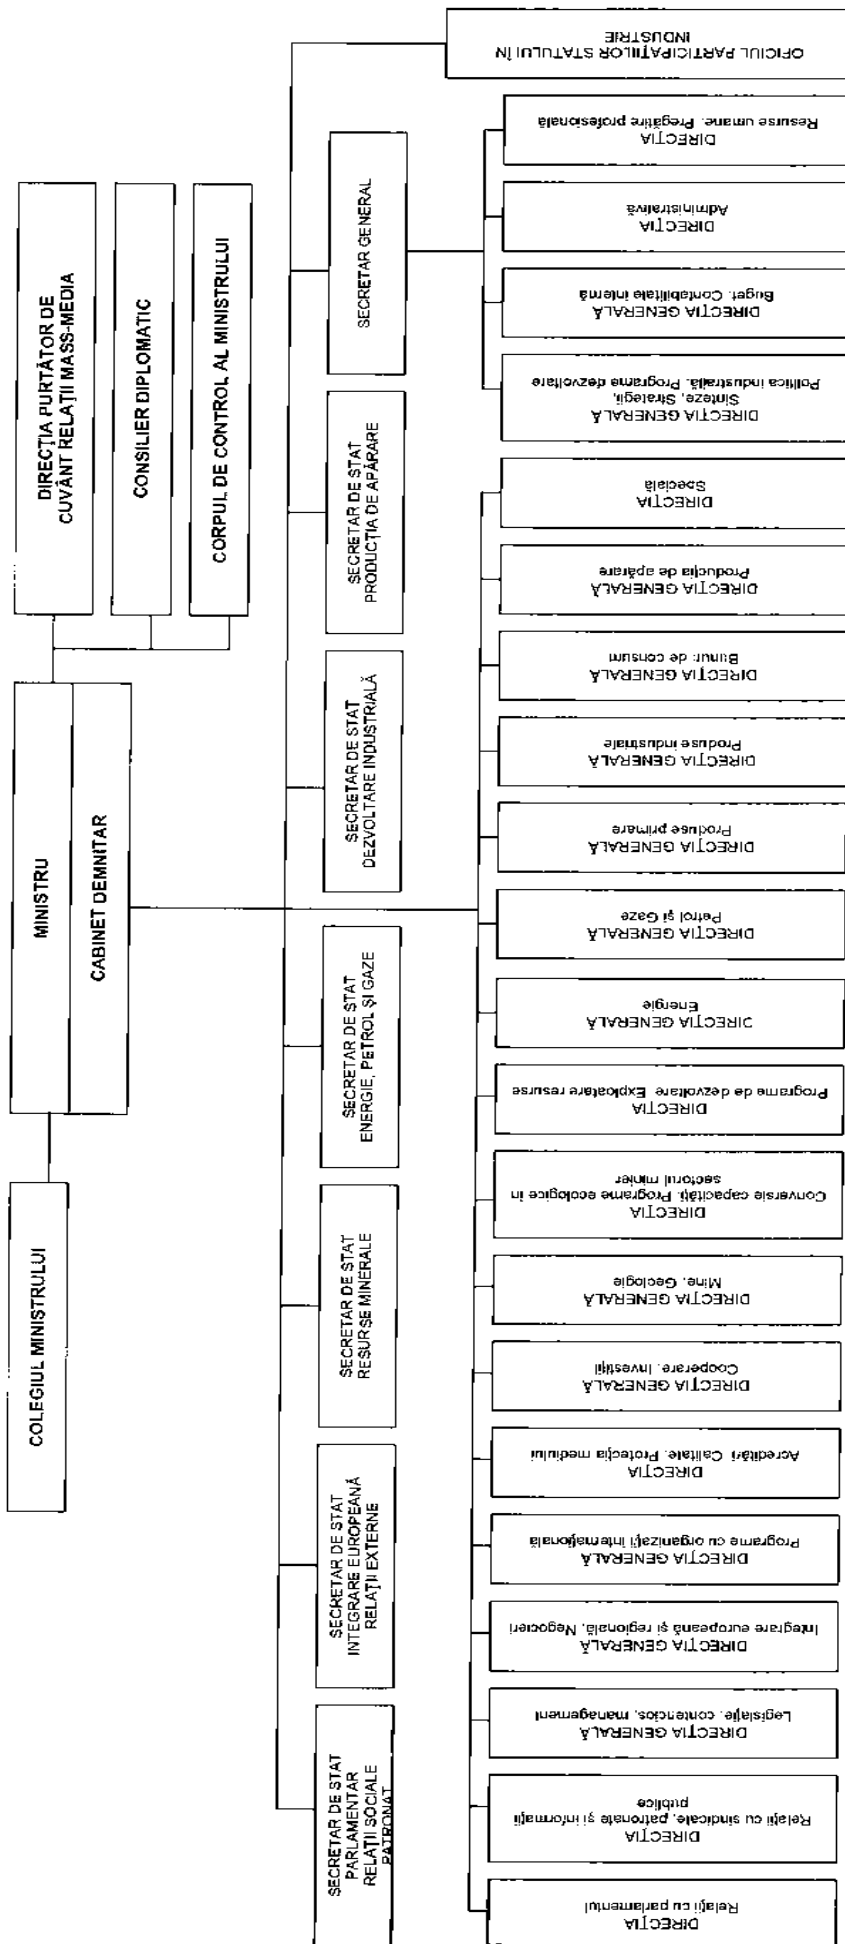 COLEGIUL MINISTRULUI
MINISTRU
CABINET DEMNITAR
DIRECȚIA PURTĂTOR DE
CUVÂNT RELAȚII MASS-MEDIA
CONSILIER DIPLOMATIC
CORPUL DE CONTROL AL MINISTRULUI
SECRETAR DE STAT
PARLAMENTAR
RELAȚII SOCIALE
PATRONAT
SECRETAR DE STAT
INTEGRARE EUROPEANĂ
RELAȚII EXTERNE
SECRETAR DE STAT
RESURSE MINERALE
SECRETAR DE STAT
ENERGIE, PETROL ȘI GAZE
SECRETAR DE STAT
DEZVOLTARE INDUSTRIALĂ
SECRETAR DE STAT
PRODUCȚIA DE APĂRARE
SECRETAR GENERAL
OFICIUL PARTICIPAȚIILOR STATULUI ÎN
INDUSTRIE
DIRECȚIA
Relații cu parlamentul
DIRECȚIA
Relații cu sindicate, patronate și informații
publice
DIRECȚIA GENERALĂ
Legislație, contencios, management
DIRECȚIA GENERALĂ
Integrare europeană și regională. Negocieri
DIRECȚIA GENERALĂ
Programe cu organizații internațională
DIRECȚIA
Acreditări. Calitate. Protecția mediului
DIRECȚIA GENERALĂ
Cooperare. Investiții
DIRECȚIA GENERALĂ
Mine. Geologie
DIRECȚIA
Conversie capacități. Programe ecologice în
sectorul minier
DIRECȚIA
Programe de dezvoltare. Exploatare resurse
DIRECȚIA GENERALĂ
Energie
DIRECȚIA GENERALĂ
Petrol și Gaze
DIRECȚIA GENERALĂ
Produse primare
DIRECȚIA GENERALĂ
Produse industriale
DIRECȚIA GENERALĂ
Bunuri de consum
DIRECȚIA GENERALĂ
Producția de apărare
DIRECȚIA
Specială
DIRECȚIA GENERALĂ
Sinteze, Strategii,
Politica industrailă. Programe dezvoltare
DIRECȚIA GENERALĂ
Buget. Contabilitate internă
DIRECȚIA
Administrativă
DIRECȚIA
Resurse umane. Pregătire profesională